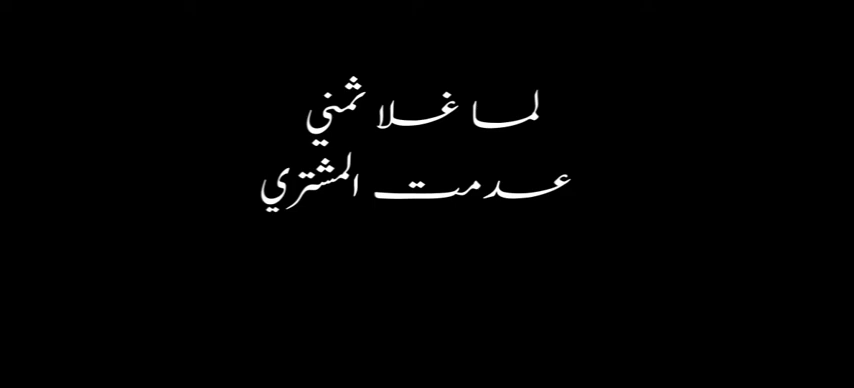 لما غلا ثمني
عدمت المشتري